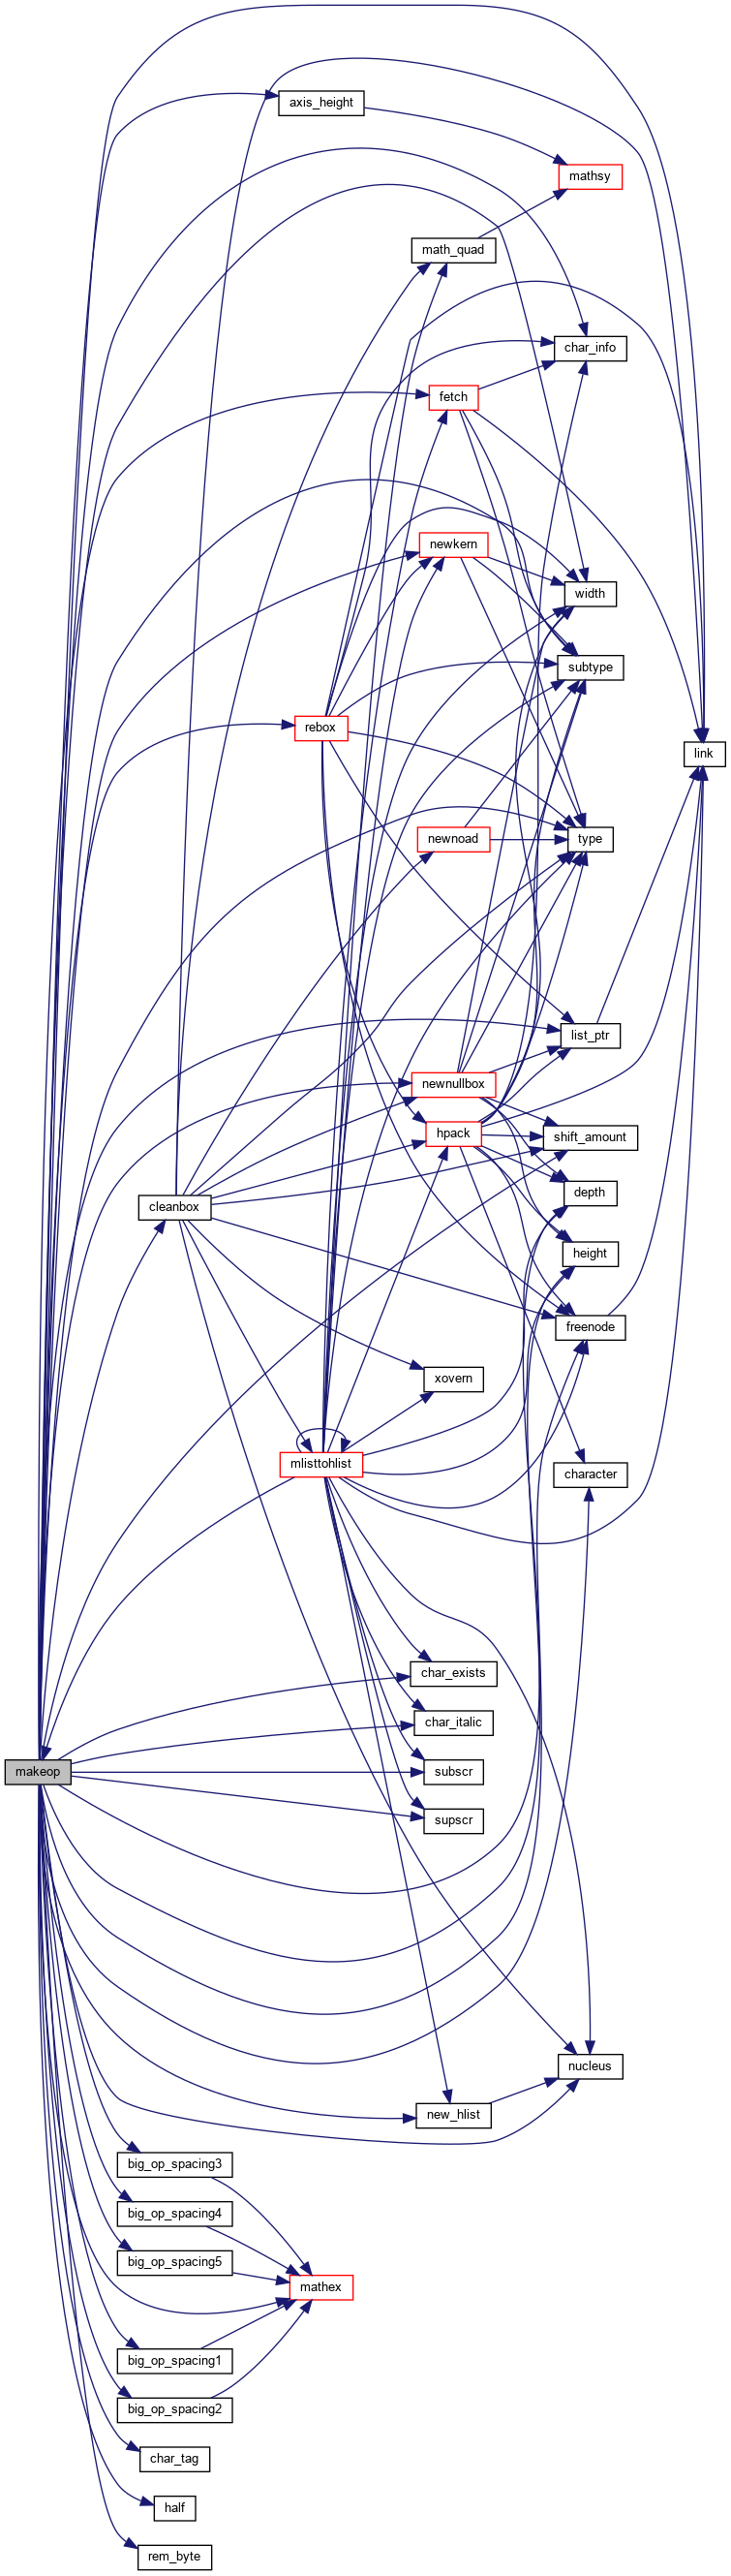 axis_height
mathsy
math_quad
char_info
fetch
newkern
width
subtype
rebox
link
newnoad
type
list_ptr
newnullbox
hpack
shift_amount
depth
cleanbox
height
freenode
xovern
mlisttohlist
character
char_exists
char_italic
makeop
subscr
supscr
nucleus
new_hlist
big_op_spacing3
big_op_spacing4
big_op_spacing5
mathex
big_op_spacing1
big_op_spacing2
char_tag
half
rem_byte